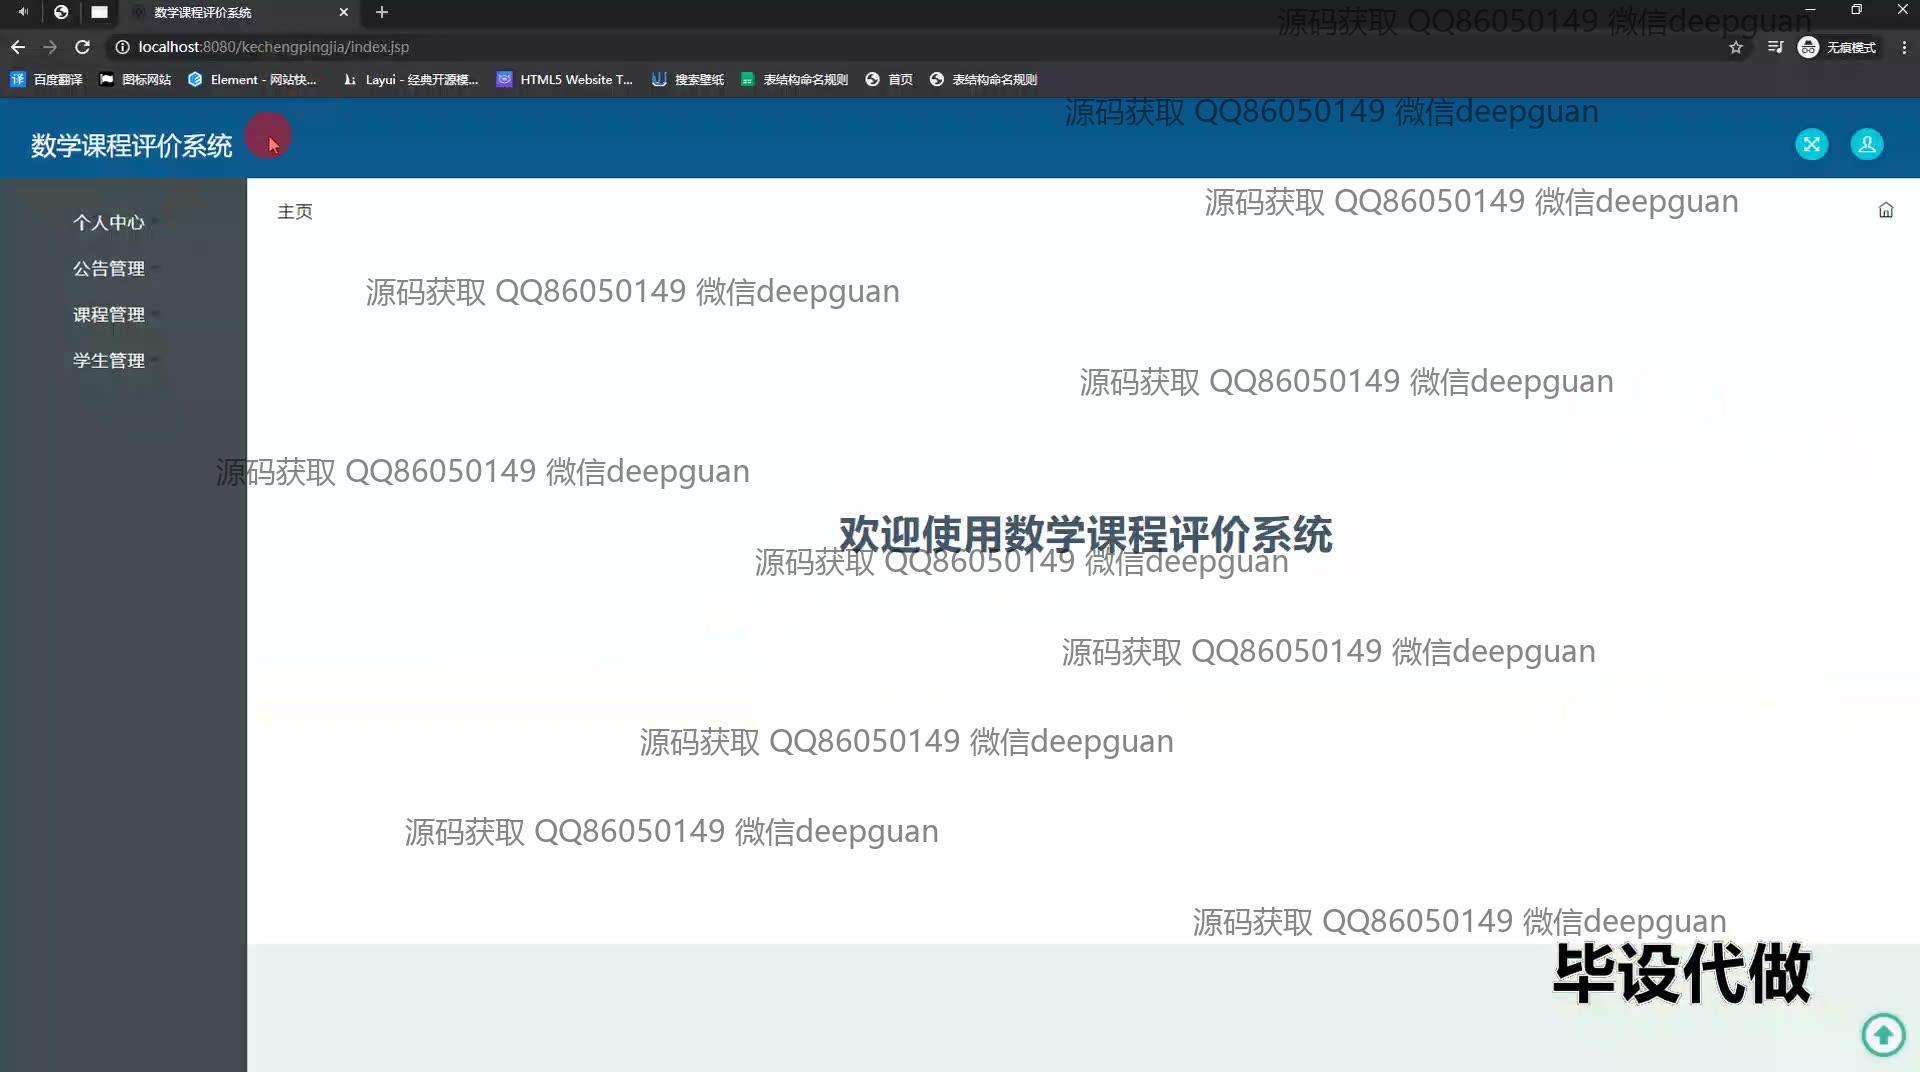 数学课程评价系统
源码获取 QQ86050149 微信deepguan
localhost:8080/kechengpingjia/index.jsp
无痕模式
百度翻译
图标网站
Element - 网站快...
Layui - 经典开源模...
HTML5 Website T...
搜索壁纸
表结构命名规则
首页
表结构命名规则
源码获取 QQ86050149 微信deepguan
数学课程评价系统
个人中心
公告管理
课程管理
学生管理
主页
源码获取 QQ86050149 微信deepguan
源码获取 QQ86050149 微信deepguan
源码获取 QQ86050149 微信deepguan
源码获取 QQ86050149 微信deepguan
欢迎使用数学课程评价系统
源码获取 QQ86050149 微信deepguan
源码获取 QQ86050149 微信deepguan
源码获取 QQ86050149 微信deepguan
源码获取 QQ86050149 微信deepguan
源码获取 QQ86050149 微信deepguan
毕设代做